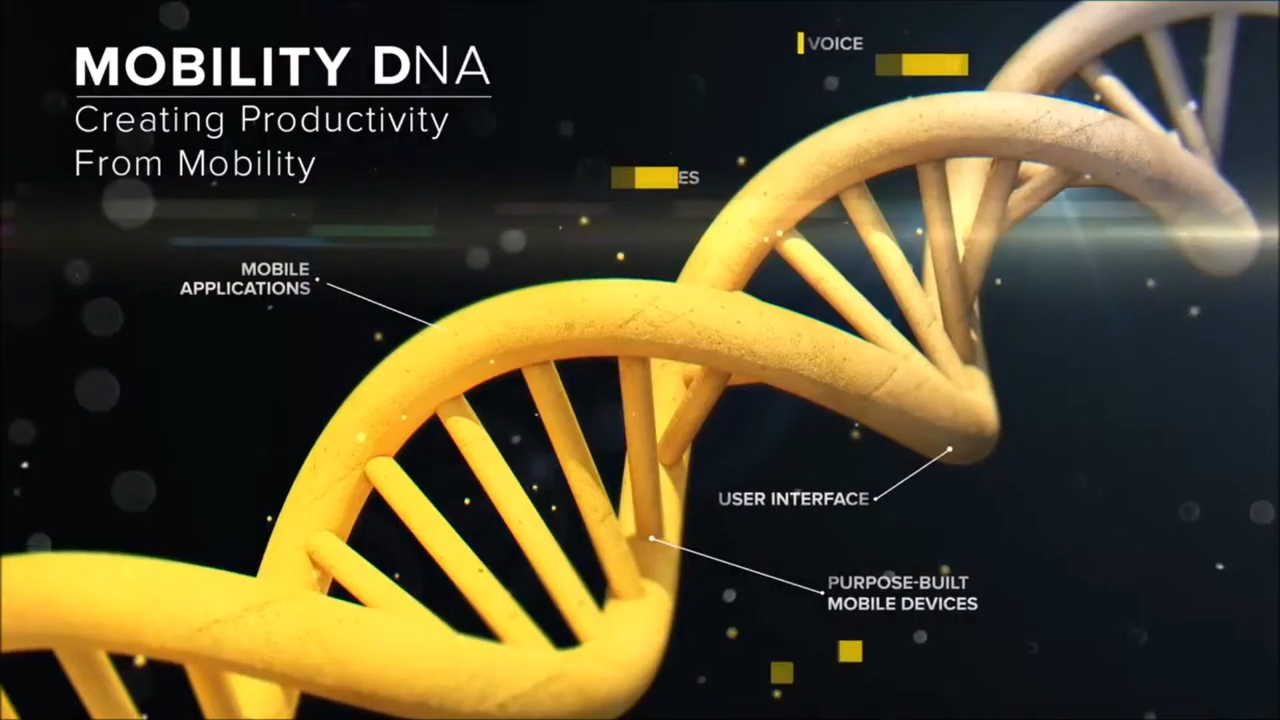 MOBILITY DNA
Creating Productivity
From Mobility
VOICE
MOBILE
APPLICATIONS
USER INTERFACE
PURPOSE-BUILT
MOBILE DEVICES